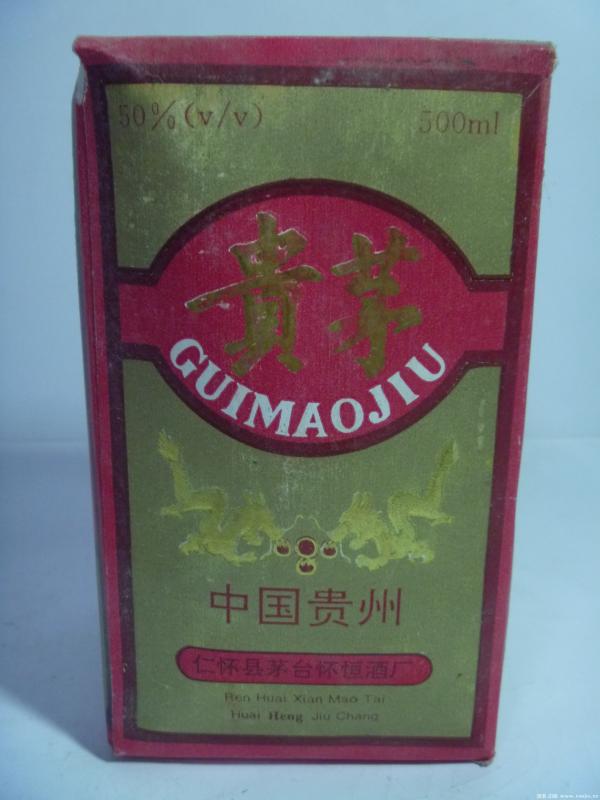 50%(v/v)
500ml
貴茅
GUIMAOJIU
中国贵州
仁怀县茅台怀恒酒厂
Ren Huai Xian Mao Tai
Huai Heng Jiu Chang